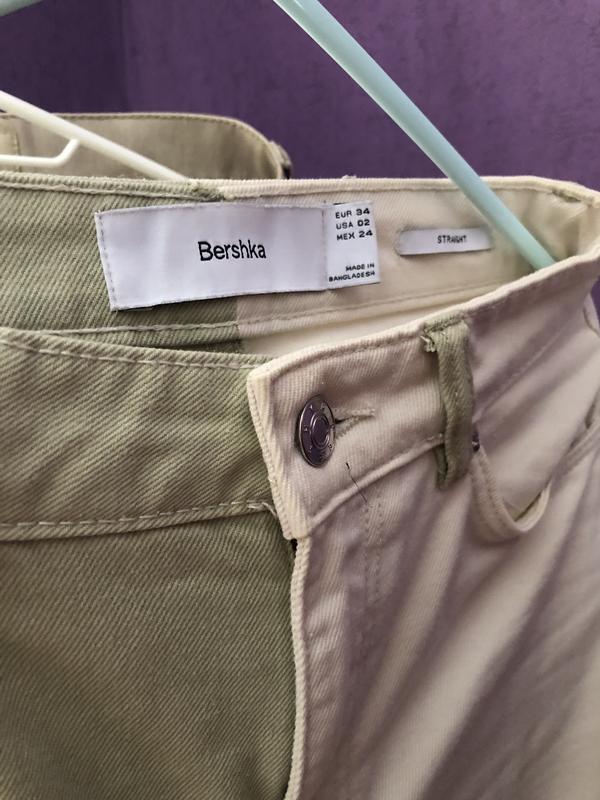 Bershka
EUR 34
USA 02
MEX 24
MADE IN
BANGLADESH
STRAIGHT